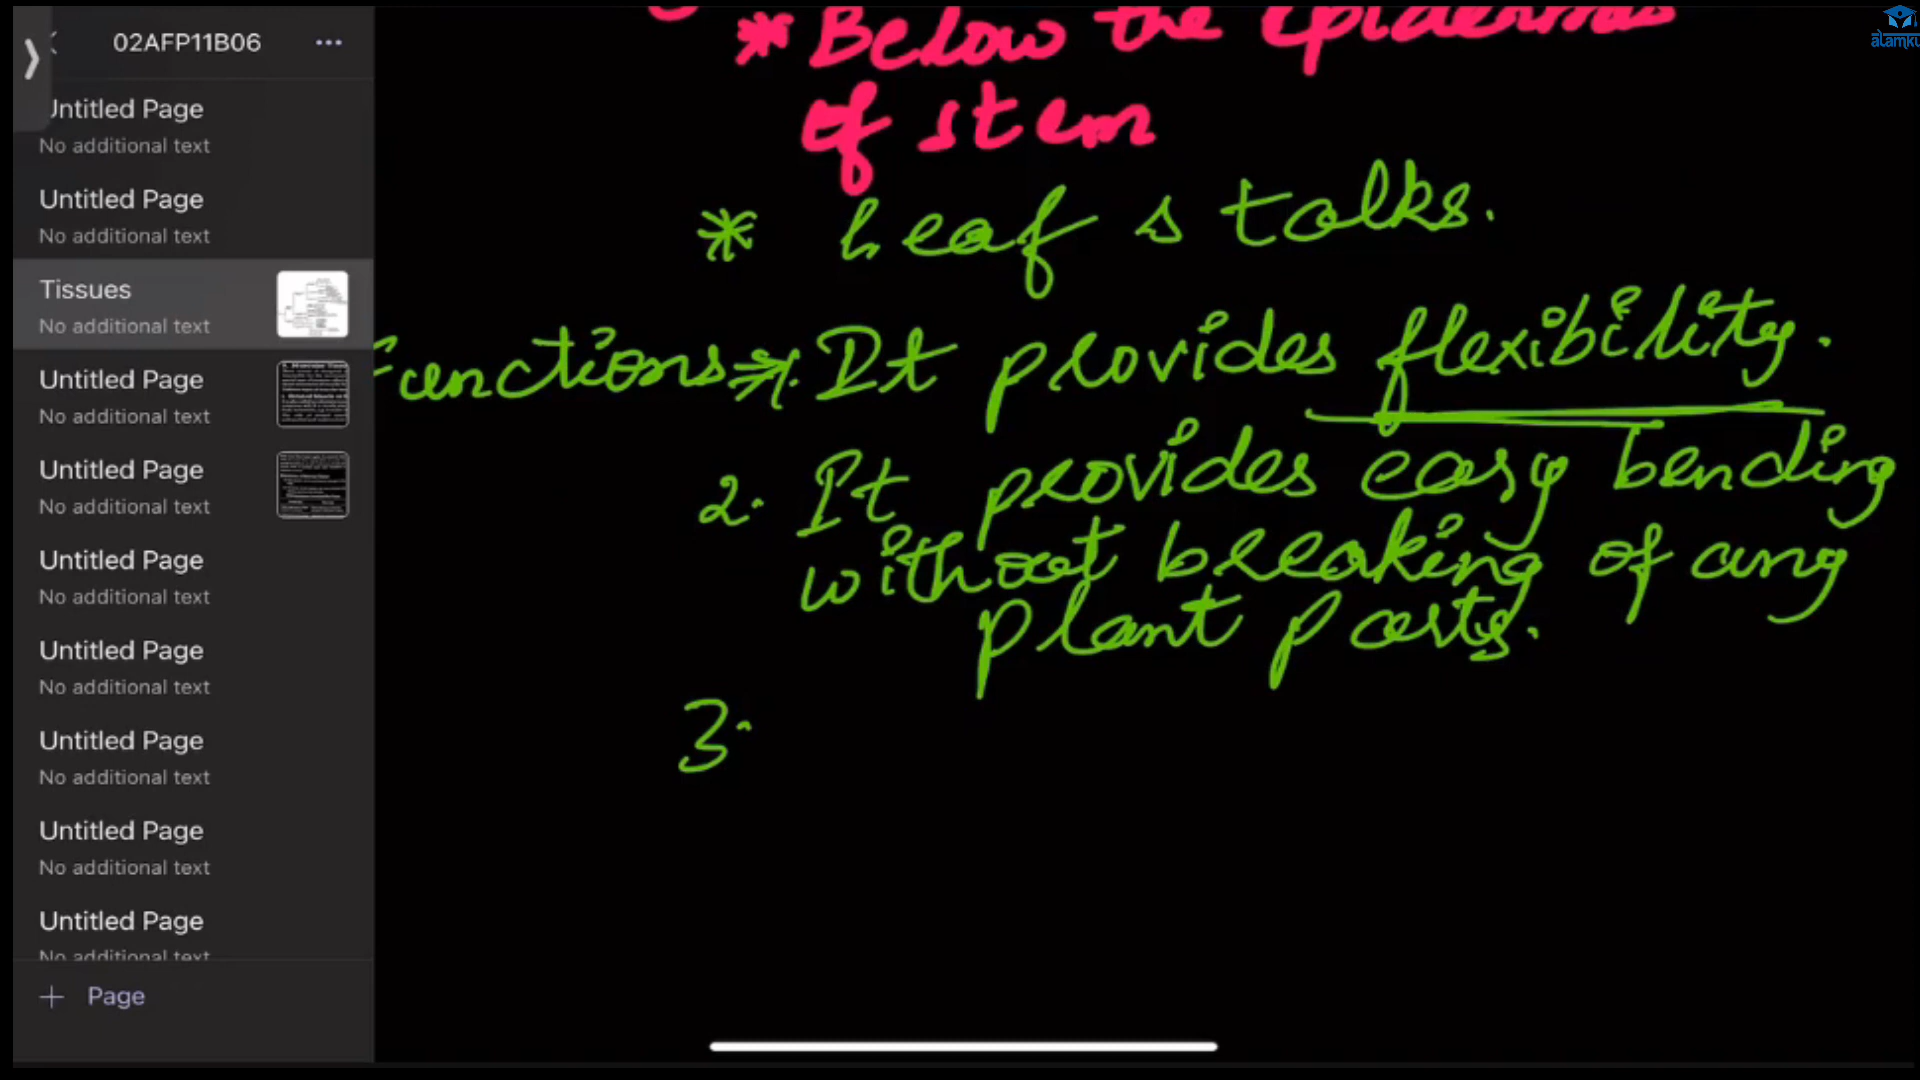 02AFP11B06
Untitled Page
No additional text
Untitled Page
No additional text
Tissues
No additional text
Untitled Page
No additional text
Untitled Page
No additional text
Untitled Page
No additional text
Untitled Page
No additional text
Untitled Page
No additional text
Untitled Page
No additional text
Untitled Page
No additional text
+ Page
* Below the epidermis
of stem
* Leaf stalks.
Functions → 1. It provides flexibility.
2. It provides easy bending
without breaking of any
plant parts.
3.